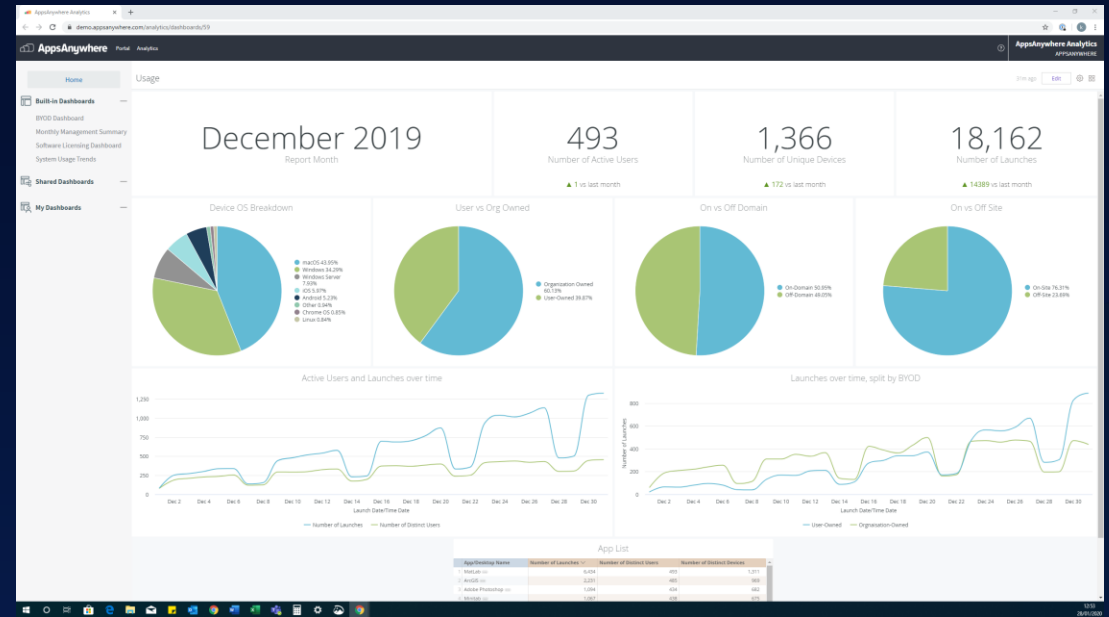 AppsAnywhere Analytics
demo.appsanywhere.com/analytics/dashboards/59
AppsAnywhere Portal Analytics
AppsAnywhere Analytics
APPSANYWHERE
Home
Usage
Edit
Built-in Dashboards
BYOD Dashboard
Monthly Management Summary
Software Licensing Dashboard
System Usage Trends
Shared Dashboards
My Dashboards
December 2019
Report Month
493
Number of Active Users
▲ 1 vs last month
1,366
Number of Unique Devices
▲ 172 vs last month
18,162
Number of Launches
▲ 14389 vs last month
Device OS Breakdown
macOS 43.95%
Windows 34.29%
Windows Server
7.93%
iOS 5.97%
Android 5.23%
Other 0.94%
Chrome OS 0.85%
Linux 0.84%
User vs Org Owned
Organization Owned
60.13%
User-Owned 39.87%
On vs Off Domain
On-Domain 50.95%
Off-Domain 49.05%
On vs Off Site
On-Site 76.31%
Off-Site 23.69%
Active Users and Launches over time
1,250
1,000
750
500
250
0
Dec 2 Dec 4 Dec 6 Dec 8 Dec 10 Dec 12 Dec 14 Dec 16 Dec 18 Dec 20 Dec 22 Dec 24 Dec 26 Dec 28 Dec 30
Launch Date/Time Date
Number of Launches Number of Distinct Users
Launches over time, split by BYOD
Number of Launches
800
600
400
200
0
Dec 2 Dec 4 Dec 6 Dec 8 Dec 10 Dec 12 Dec 14 Dec 16 Dec 18 Dec 20 Dec 22 Dec 24 Dec 26 Dec 28 Dec 30
Launch Date/Time Date
User-Owned Orgnaisation-Owned
App List
App/Desktop Name Number of Launches Number of Distinct Users Number of Distinct Devices
MatLab 1,311
ArcGIS 2,231
Adobe Photoshop 1,094
Minitab 1,087
28/01/2020